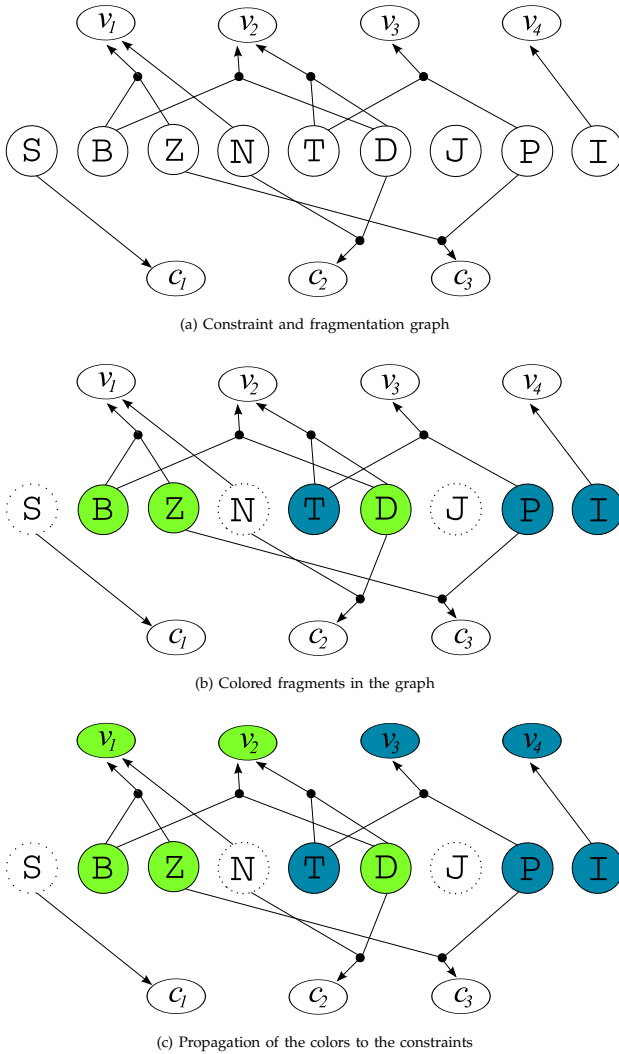 v1 v2 v3 v4
S B Z N T D J P I
c1 c2 c3
(a) Constraint and fragmentation graph
v1 v2 v3 v4
S B Z N T D J P I
c1 c2 c3
(b) Colored fragments in the graph
v1 v2 v3 v4
S B Z N T D J P I
c1 c2 c3
(c) Propagation of the colors to the constraints